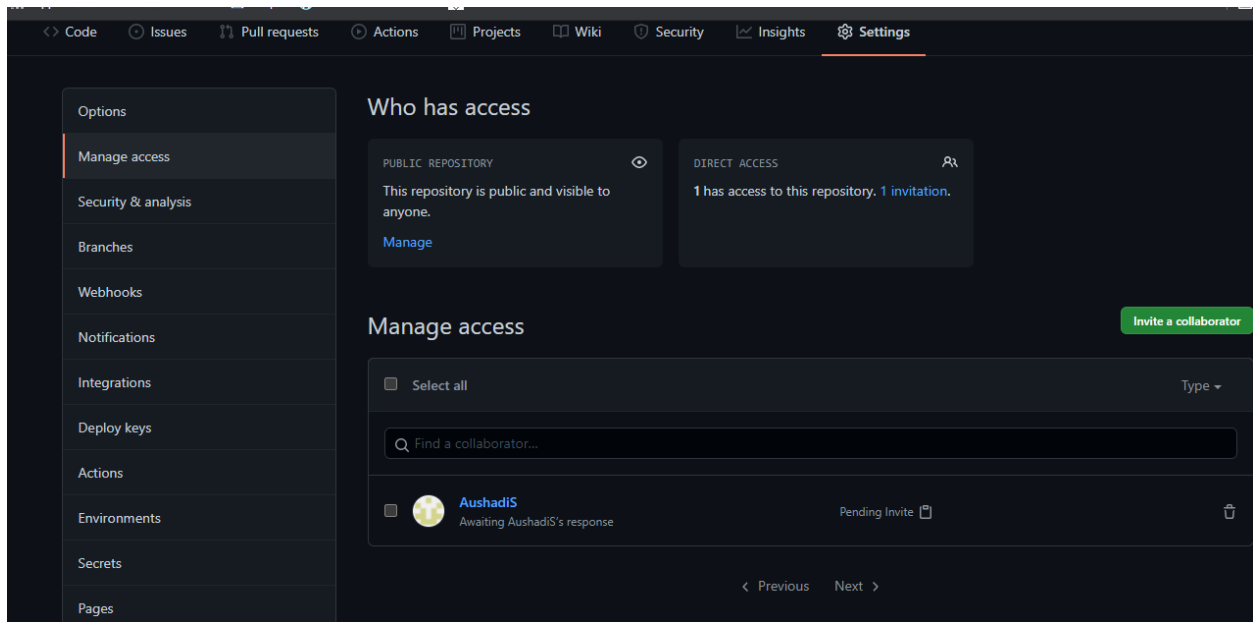 Code Issues Pull requests Actions Projects Wiki Security Insights Settings
Options
Manage access
Security & analysis
Branches
Webhooks
Notifications
Integrations
Deploy keys
Actions
Environments
Secrets
Pages
Who has access
PUBLIC REPOSITORY
This repository is public and visible to
anyone.
Manage
DIRECT ACCESS
1 has access to this repository. 1 invitation.
Manage access
Invite a collaborator
Select all
Type
Find a collaborator...
AushadiS
Awaiting AushadiS's response
Pending Invite
Previous Next